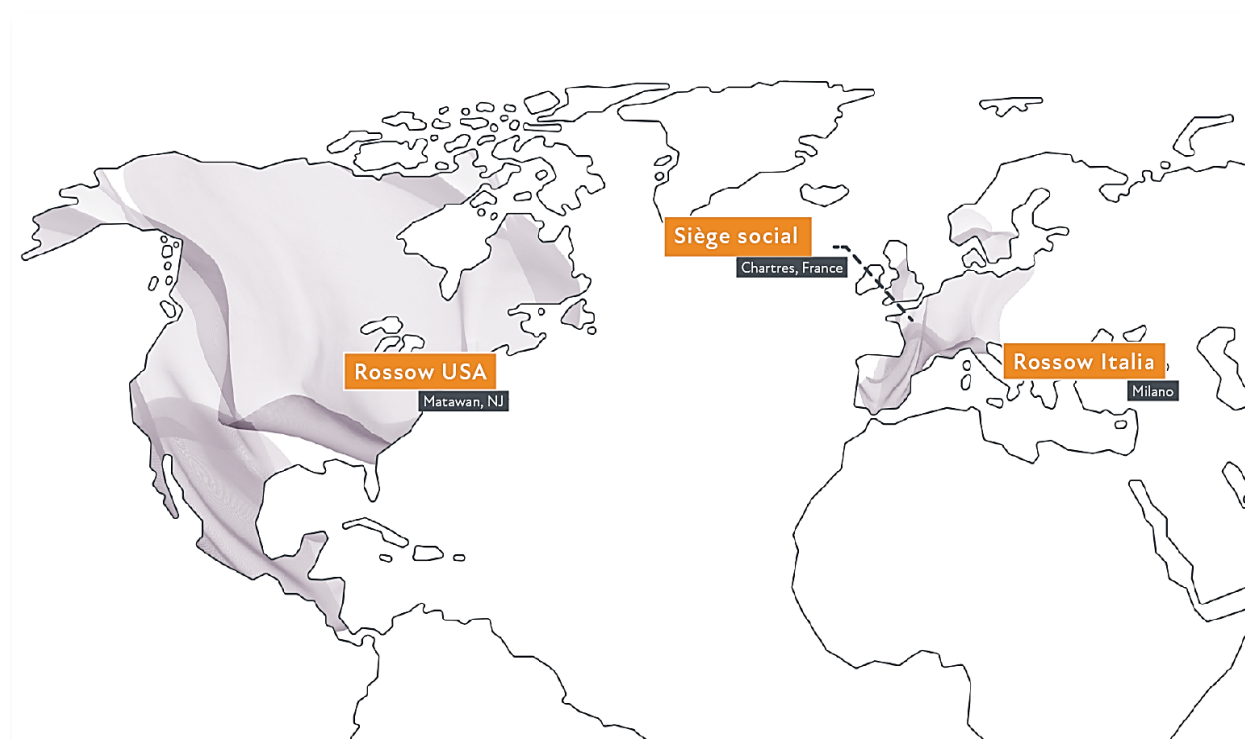 Siège social
Chartres, France
Rossow USA
Matawan, NJ
Rossow Italia
Milano